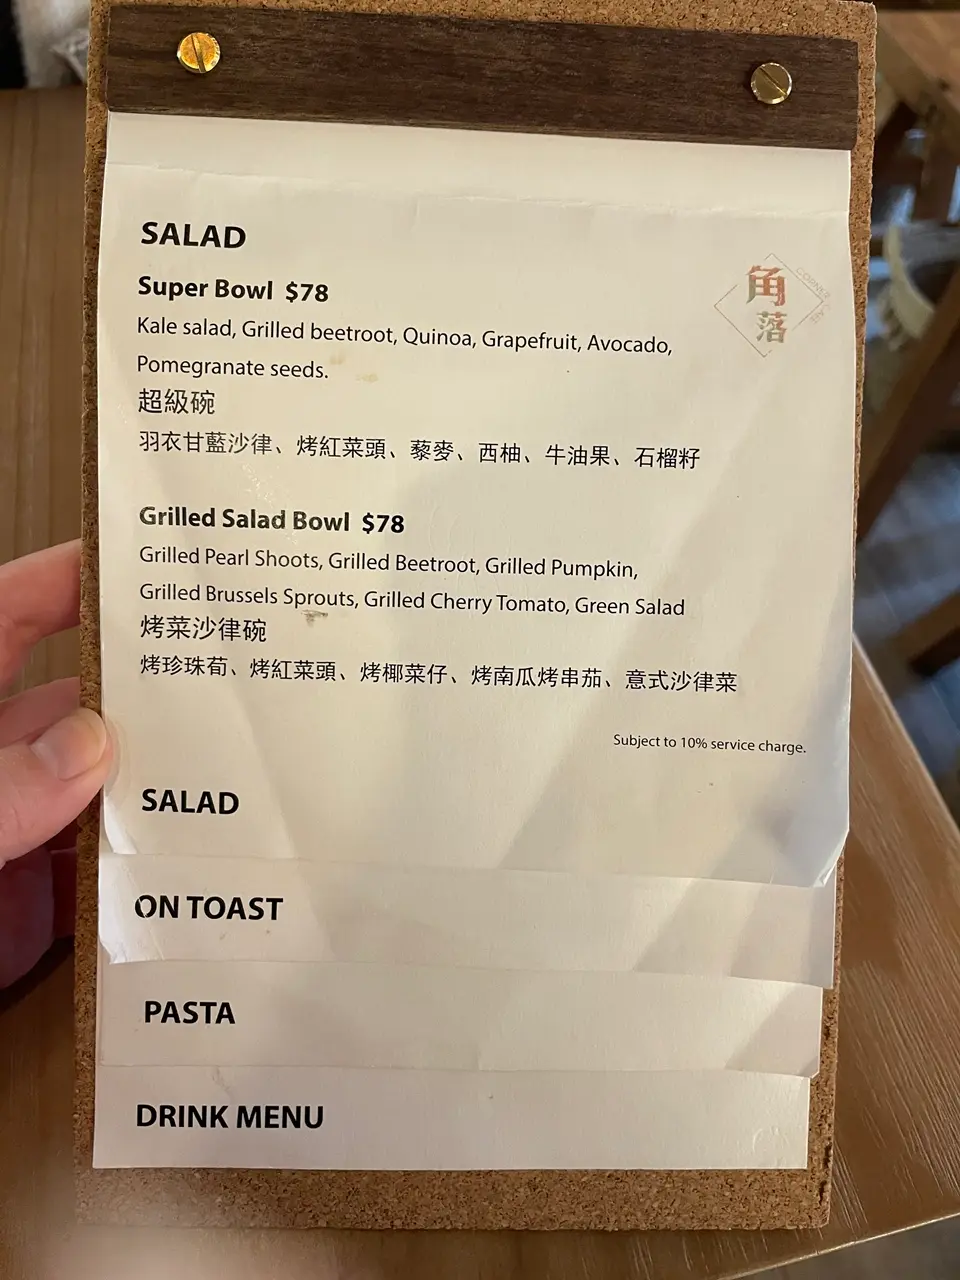 SALAD
角落
CORNER CAFE
Super Bowl $78
Kale salad, Grilled beetroot, Quinoa, Grapefruit, Avocado,
Pomegranate seeds.
超級碗
羽衣甘藍沙律、烤紅菜頭、藜麥、西柚、牛油果、石榴籽
Grilled Salad Bowl $78
Grilled Pearl Shoots, Grilled Beetroot, Grilled Pumpkin,
Grilled Brussels Sprouts, Grilled Cherry Tomato, Green Salad
烤菜沙律碗
烤珍珠荀、烤紅菜頭、烤椰菜仔、烤南瓜烤串茄、意式沙律菜
Subject to 10% service charge.
SALAD
ON TOAST
PASTA
DRINK MENU